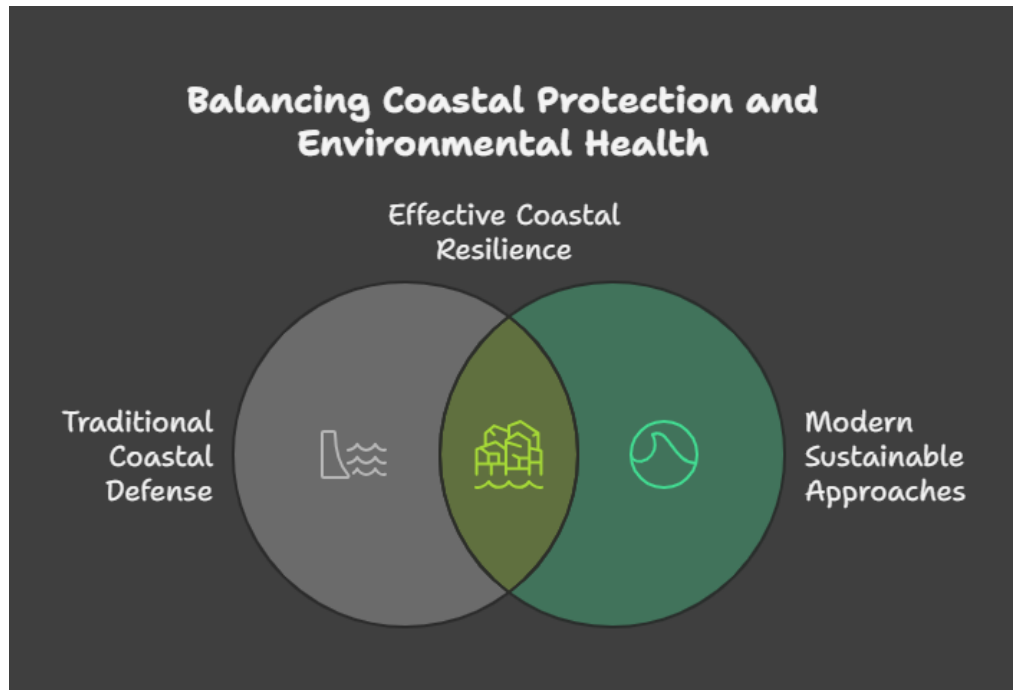 Balancing Coastal Protection and
Environmental Health
Effective Coastal
Resilience
Traditional
Coastal
Defense
Modern
Sustainable
Approaches